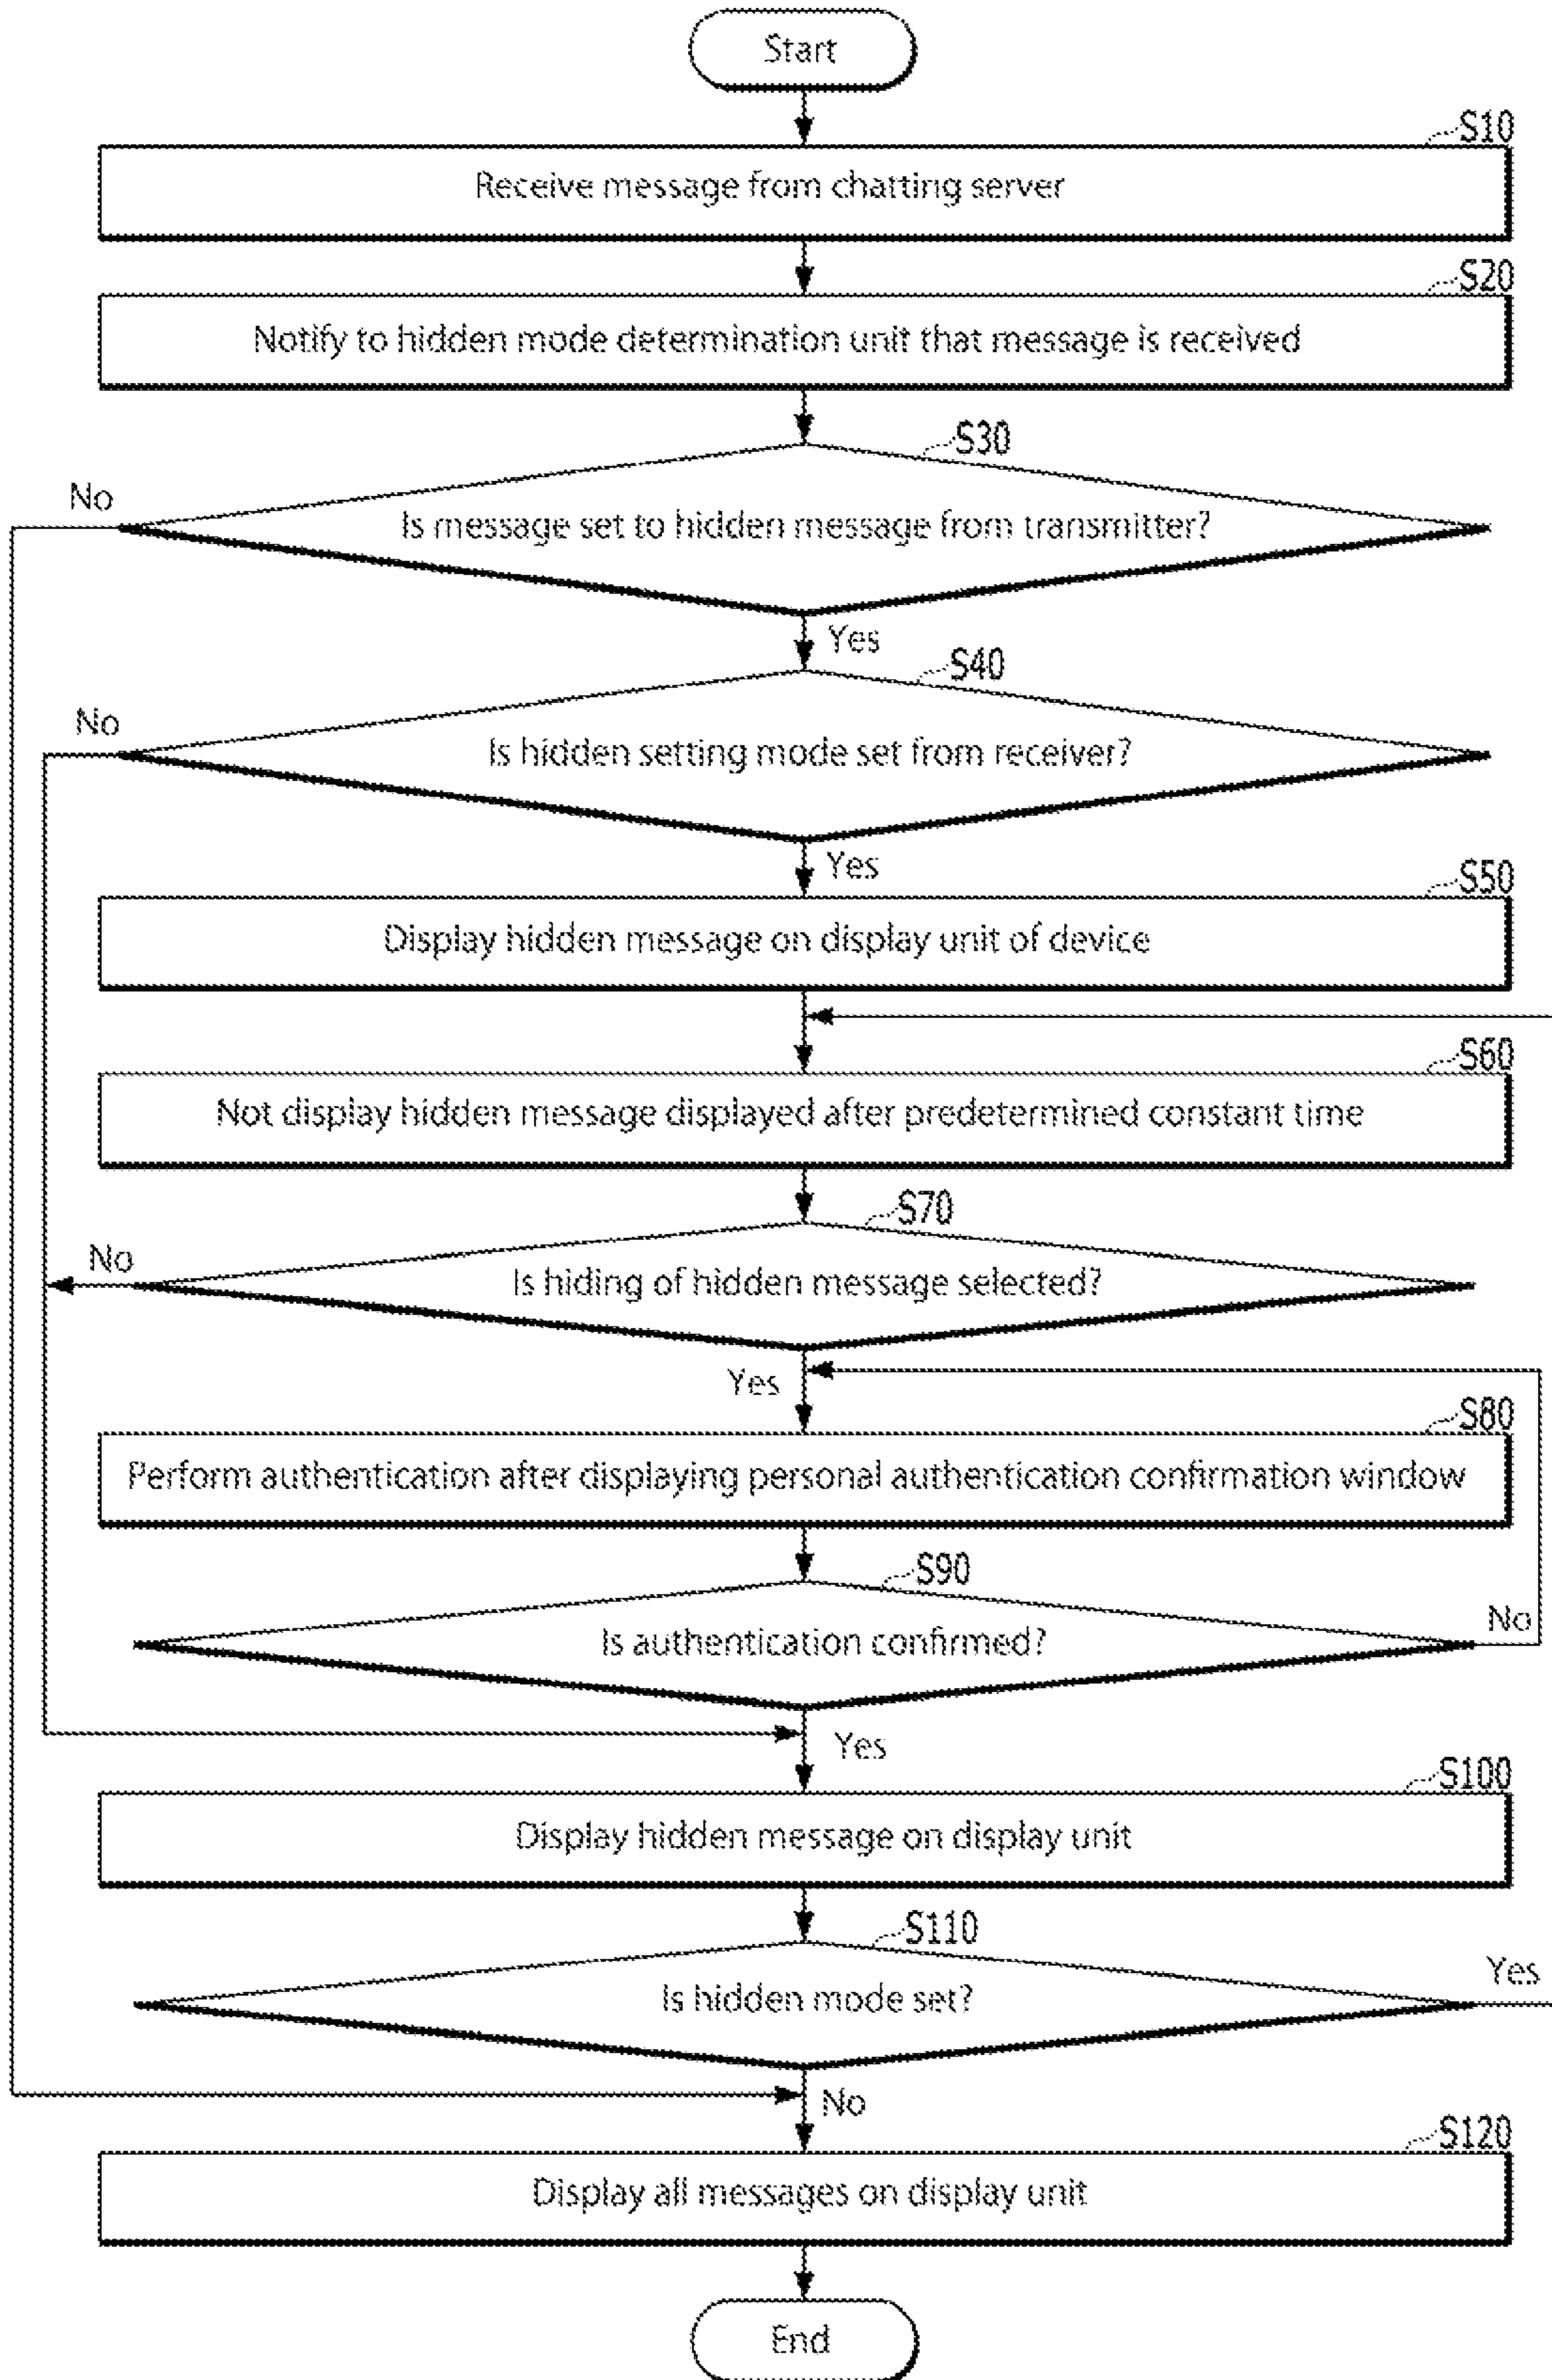 Start
S10
Receive message from chatting server
S20
Notify to hidden mode determination unit that message is received
S30
No
Is message set to hidden message from transmitter?
Yes
S40
No
Is hidden setting mode set from receiver?
Yes
S50
Display hidden message on display unit of device
S60
Not display hidden message displayed after predetermined constant time
S70
No
Is hiding of hidden message selected?
Yes
S80
Perform authentication after displaying personal authentication confirmation window
S90
No
Is authentication confirmed?
Yes
S100
Display hidden message on display unit
S110
Yes
Is hidden mode set?
No
S120
Display all messages on display unit
End